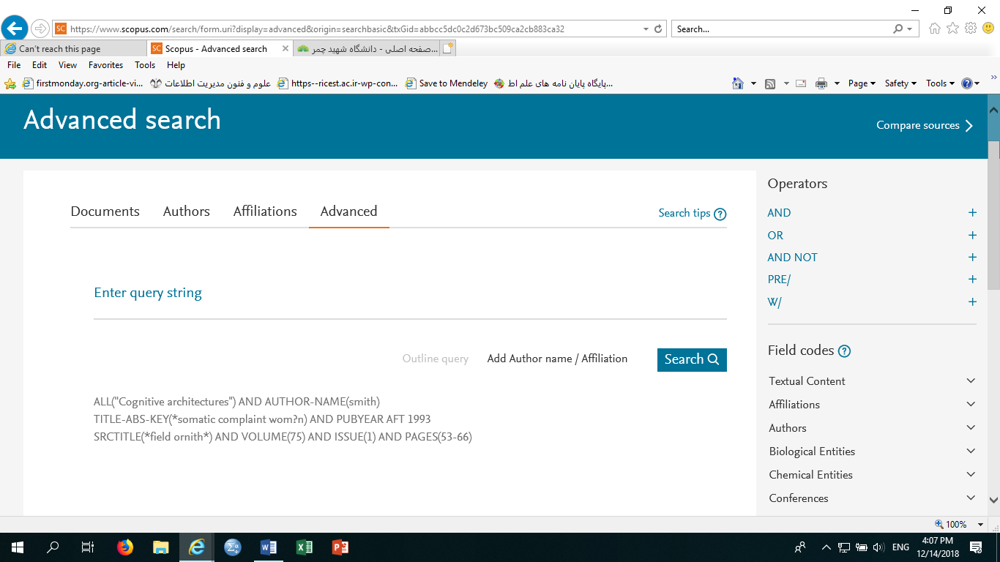 https://www.scopus.com/search/form.uri?display=advanced&origin=searchbasic&txGid=abbcc5dc0c2d673bc509ca2cb883ca32
Search...
Can't reach this page
SC Scopus - Advanced search
صفحه اصلی - دانشگاه شهید چمر...
File Edit View Favorites Tools Help
firstmonday.org-article-vi...
علوم و فنون مدیریت اطلاعات
https--ricest.ac.ir-wp-con...
Save to Mendeley
پایگاه پایان نامه های علم اط...
Page Safety Tools
Advanced search
Compare sources
Documents Authors Affiliations Advanced
Search tips
Enter query string
Outline query Add Author name / Affiliation Search
ALL("Cognitive architectures") AND AUTHOR-NAME(smith)
TITLE-ABS-KEY(*somatic complaint wom?n) AND PUBYEAR AFT 1993
SRCTITLE(*field ornith*) AND VOLUME(75) AND ISSUE(1) AND PAGES(53-66)
Operators
AND +
OR +
AND NOT +
PRE/ +
W/ +
Field codes
Textual Content
Affiliations
Authors
Biological Entities
Chemical Entities
Conferences
100%
ENG
4:07 PM
12/14/2018